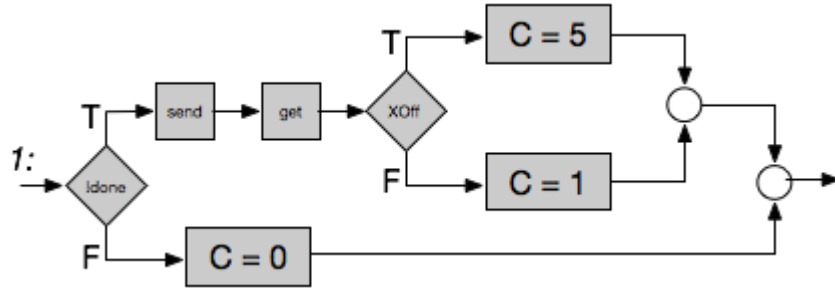 T
C = 5
T
send
get
XOff
1:
!done
F
C = 1
F
C = 0